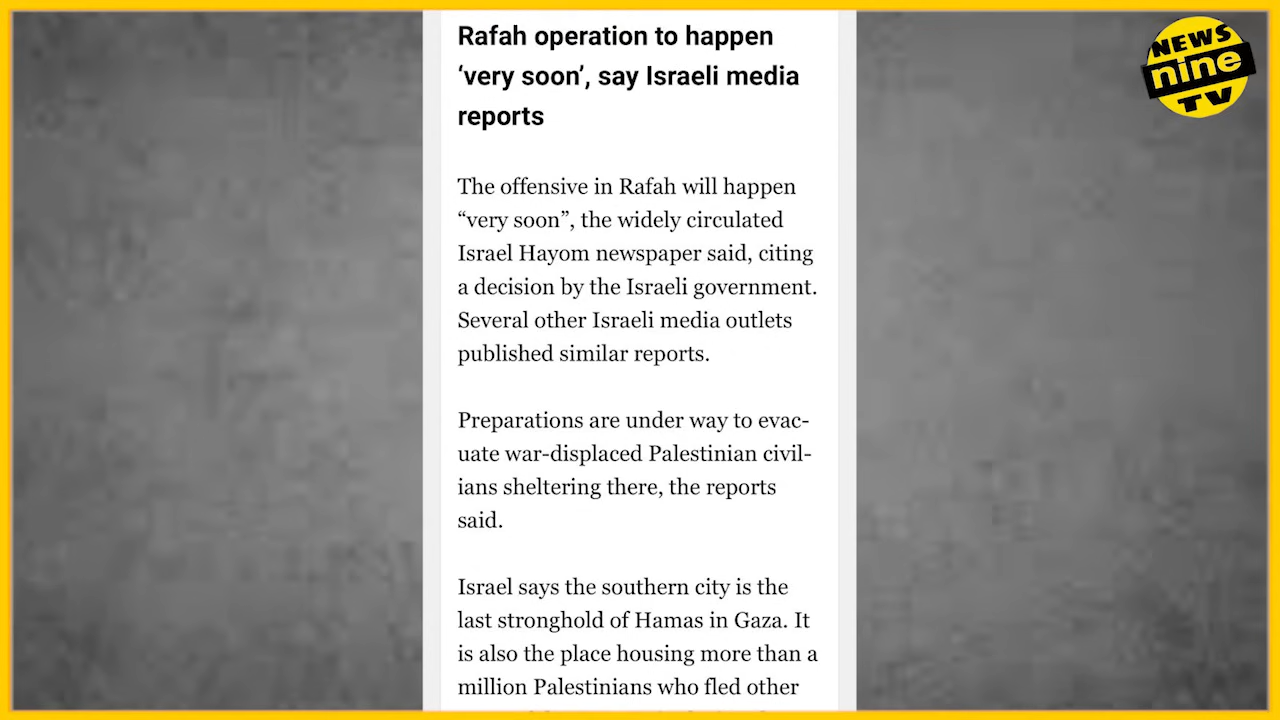 Rafah operation to happen
‘very soon’, say Israeli media
reports
The offensive in Rafah will happen
“very soon”, the widely circulated
Israel Hayom newspaper said, citing
a decision by the Israeli government.
Several other Israeli media outlets
published similar reports.
Preparations are under way to evac-
uate war-displaced Palestinian civil-
ians sheltering there, the reports
said.
Israel says the southern city is the
last stronghold of Hamas in Gaza. It
is also the place housing more than a
million Palestinians who fled other
NEWS
nine
TV